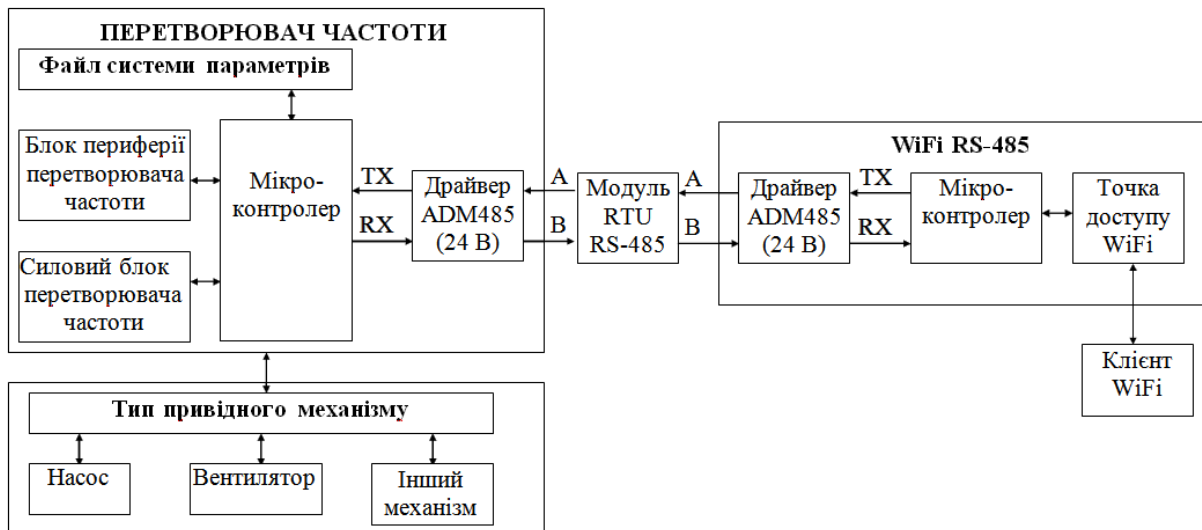 ПЕРЕТВОРЮВАЧ ЧАСТОТИ
Файл системи параметрів
Блок периферії
перетворювача
частоти
Силовий блок
перетворювача
частоти
Мікро-
контролер
TX
RX
Драйвер
ADM485
(24 В)
A
B
Модуль
RTU
RS-485
A
B
WiFi RS-485
Драйвер
ADM485
(24 В)
TX
RX
Мікро-
контролер
Точка
доступу
WiFi
Клієнт
WiFi
Тип привідного механізму
Насос
Вентилятор
Інший
механізм